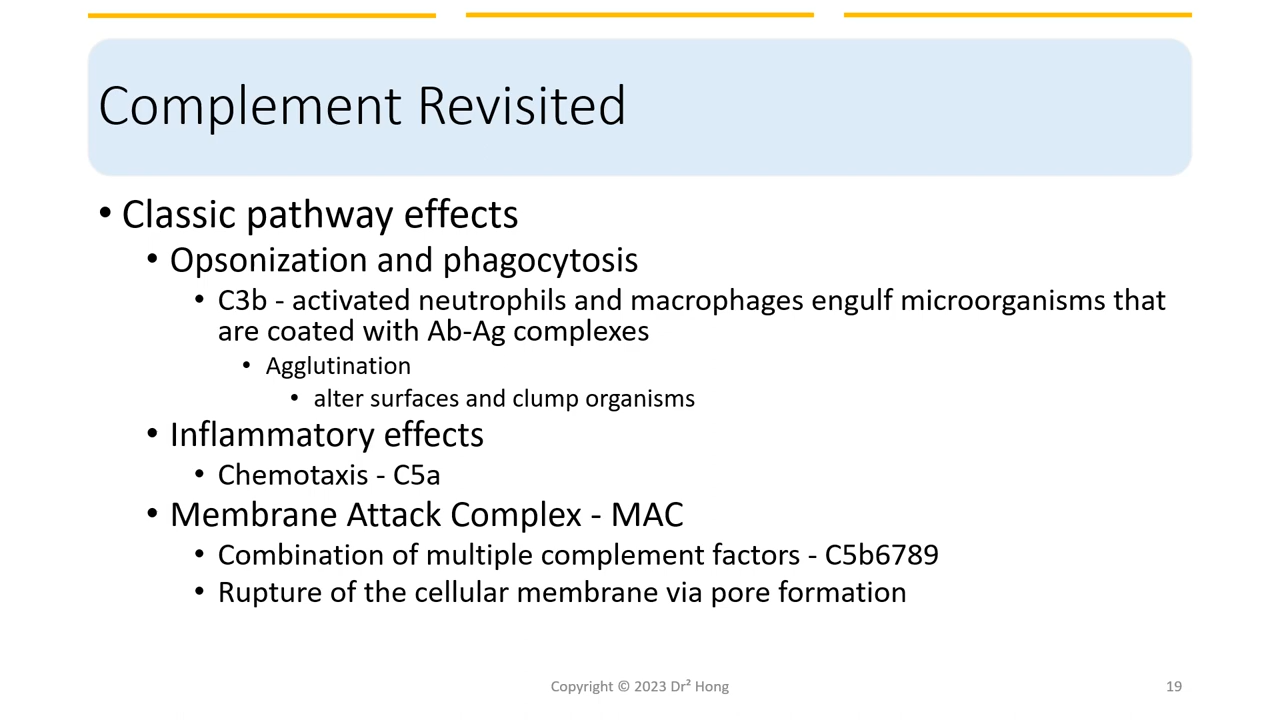 Complement Revisited
• Classic pathway effects
• Opsonization and phagocytosis
• C3b - activated neutrophils and macrophages engulf microorganisms that
are coated with Ab-Ag complexes
• Agglutination
• alter surfaces and clump organisms
• Inflammatory effects
• Chemotaxis - C5a
• Membrane Attack Complex - MAC
• Combination of multiple complement factors - C5b6789
• Rupture of the cellular membrane via pore formation
Copyright © 2023 Dr² Hong
19